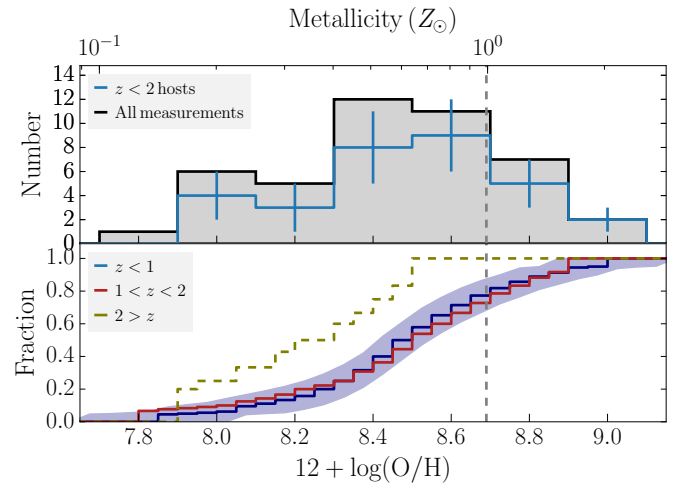 Metallicity (Z⊙)
10⁻¹ 10⁰
Number
14
12
10
8
6
4
2
0
z < 2 hosts
All measurements
Fraction
1.0
0.8
0.6
0.4
0.2
0.0
z < 1
1 < z < 2
2 > z
7.8 8.0 8.2 8.4 8.6 8.8 9.0
12 + log(O/H)